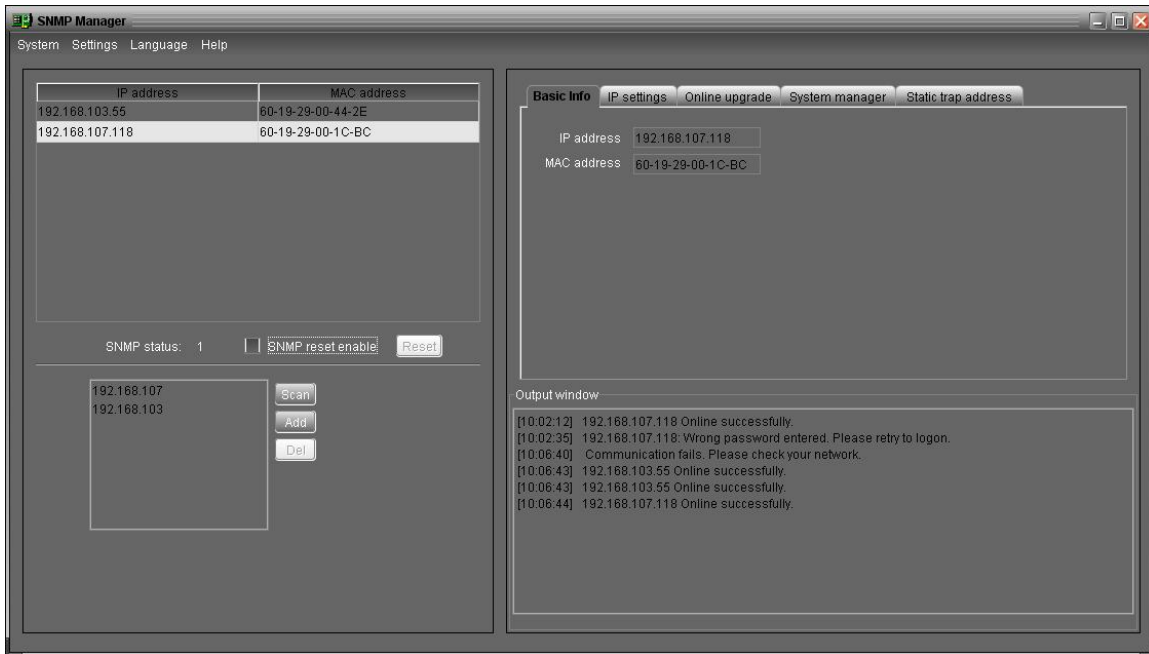 SNMP Manager
System Settings Language Help
IP address MAC address
192.168.103.55 60-19-29-00-44-2E
192.168.107.118 60-19-29-00-1C-BC
SNMP status: 1 SNMP reset enable Reset
192.168.107
192.168.103
Scan
Add
Del
Basic Info IP settings Online upgrade System manager Static trap address
IP address 192.168.107.118
MAC address 60-19-29-00-1C-BC
Output window
[10:02:12] 192.168.107.118 Online successfully.
[10:02:35] 192.168.107.118: Wrong password entered. Please retry to logon.
[10:06:40] Communication fails. Please check your network.
[10:06:43] 192.168.103.55 Online successfully.
[10:06:43] 192.168.103.55 Online successfully.
[10:06:44] 192.168.107.118 Online successfully.